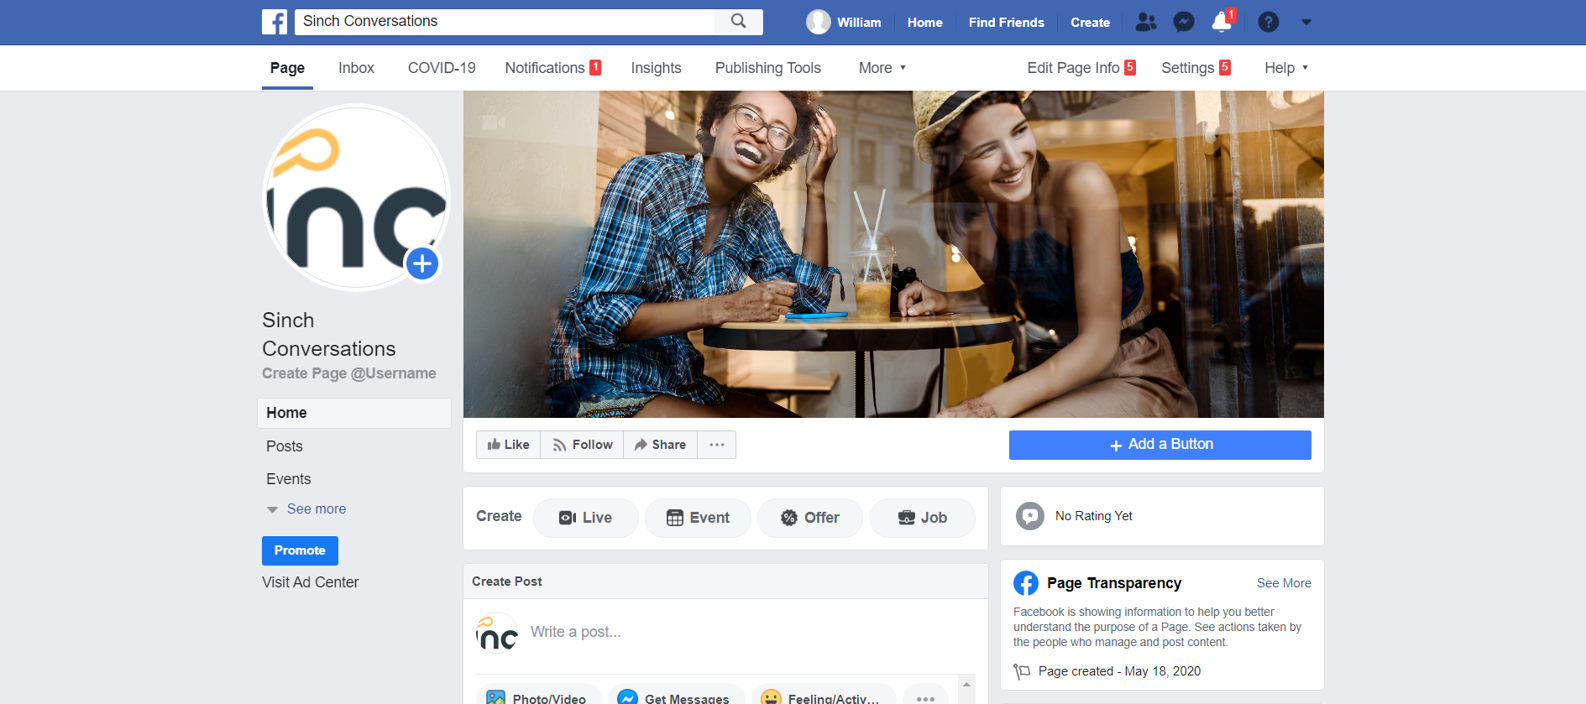 Sinch Conversations
William
Home
Find Friends
Create
1
?
Page
Inbox
COVID-19
Notifications 1
Insights
Publishing Tools
More
Edit Page Info 5
Settings 5
Help
inc
Sinch
Conversations
Create Page @Username
Home
Posts
Events
See more
Promote
Visit Ad Center
Like
Follow
Share
...
+ Add a Button
Create
Live
Event
Offer
Job
Create Post
inc
Write a post...
Photo/Video
Get Messages
Feeling/Activ...
...
No Rating Yet
Page Transparency
See More
Facebook is showing information to help you better
understand the purpose of a Page. See actions taken by
the people who manage and post content.
Page created - May 18, 2020